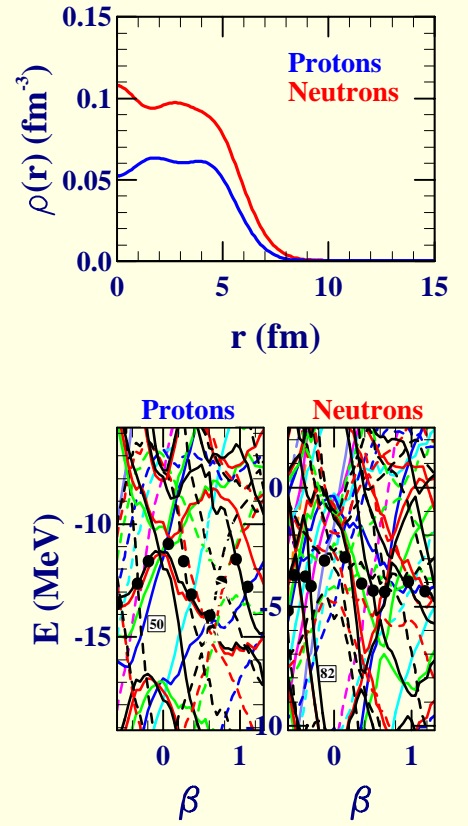 0.15
0.1
0.05
0.0
ρ(r) (fm-3)
Protons
Neutrons
0 5 10 15
r (fm)
Protons Neutrons
E (MeV)
-10
-15
50
0
-5
10
82
0 1 0 1
β β